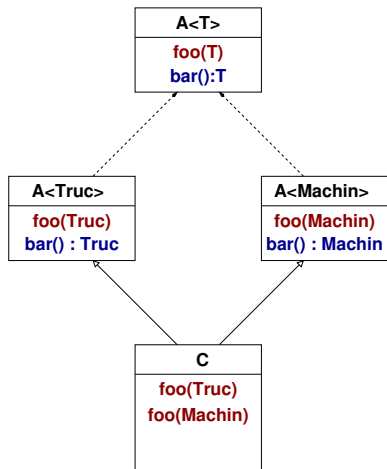 A<T>
foo(T)
bar():T
A<Truc>
foo(Truc)
bar() : Truc
A<Machin>
foo(Machin)
bar() : Machin
C
foo(Truc)
foo(Machin)